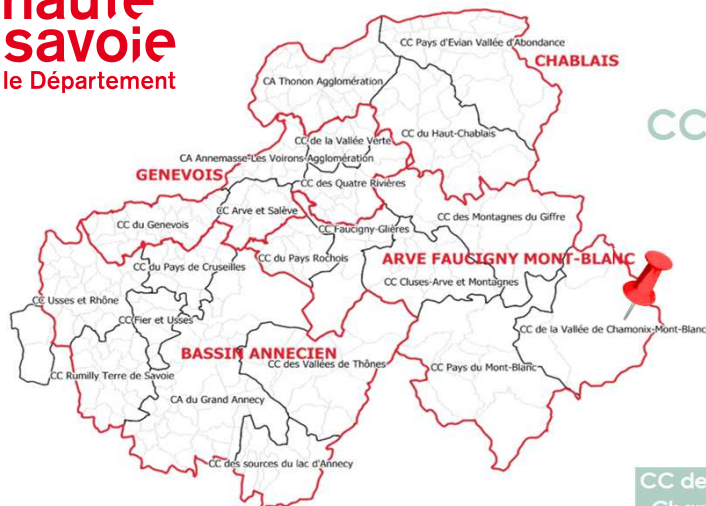 haute
savoie
le Département
CC Pays d'Evian Vallée d'Abondance
CHABLAIS
CA Thonon Agglomération
CC
CC de la Vallée Verte
CC du Haut-Chablais
CA Annemasse-Les Voirons-Agglomération
GENEVOIS
CC des Quatre Rivières
CC Arve et Salève
CC des Montagnes du Giffre
CC du Genevois
CC Faucigny-Glières
CC du Pays Rochois
ARVE FAUCIGNY MONT-BLANC
CC du Pays de Cruseilles
CC Cluses-Arve et Montagnes
CC Usses et Rhône
CC Fier et Usses
CC de la Vallée de Chamonix-Mont-Blanc
BASSIN ANNECIEN
CC des Vallées de Thônes
CC Pays du Mont-Blanc
CC Rumilly Terre de Savoie
CA du Grand Annecy
CC des sources du lac d'Annecy
CC de